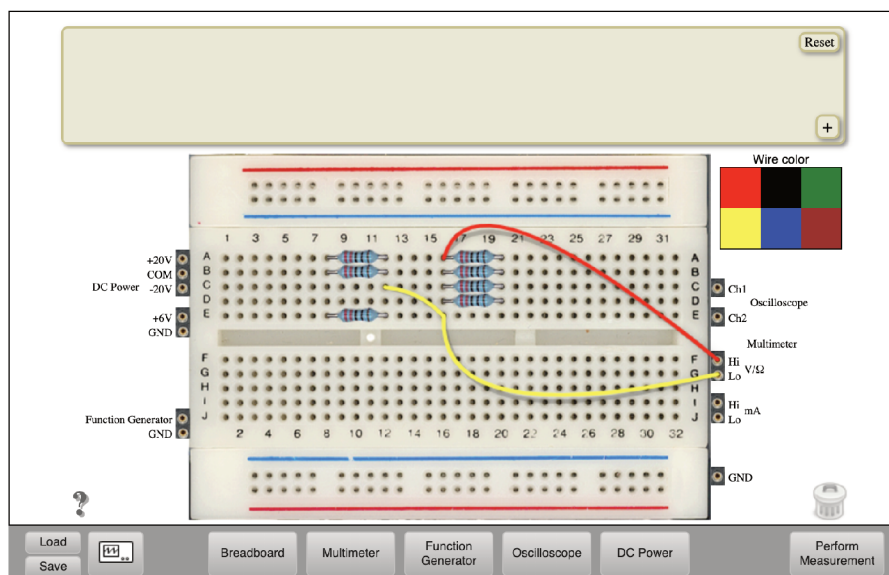 Reset
+
Wire color
1 3 5 7 9 11 13 15 17 19 21 23 25 27 29 31
A A
B B
C C
D D
E E
+20V
COM
DC Power -20V
+6V
GND
Ch1
Oscilloscope
Ch2
Multimeter
Hi
V/Ω
Lo
Hi
mA
Lo
F F
G G
H H
I I
J J
Function Generator
GND
2 4 6 8 10 12 14 16 18 20 22 24 26 28 30 32
GND
?
Load
Save
Breadboard
Multimeter
Function
Generator
Oscilloscope
DC Power
Perform
Measurement